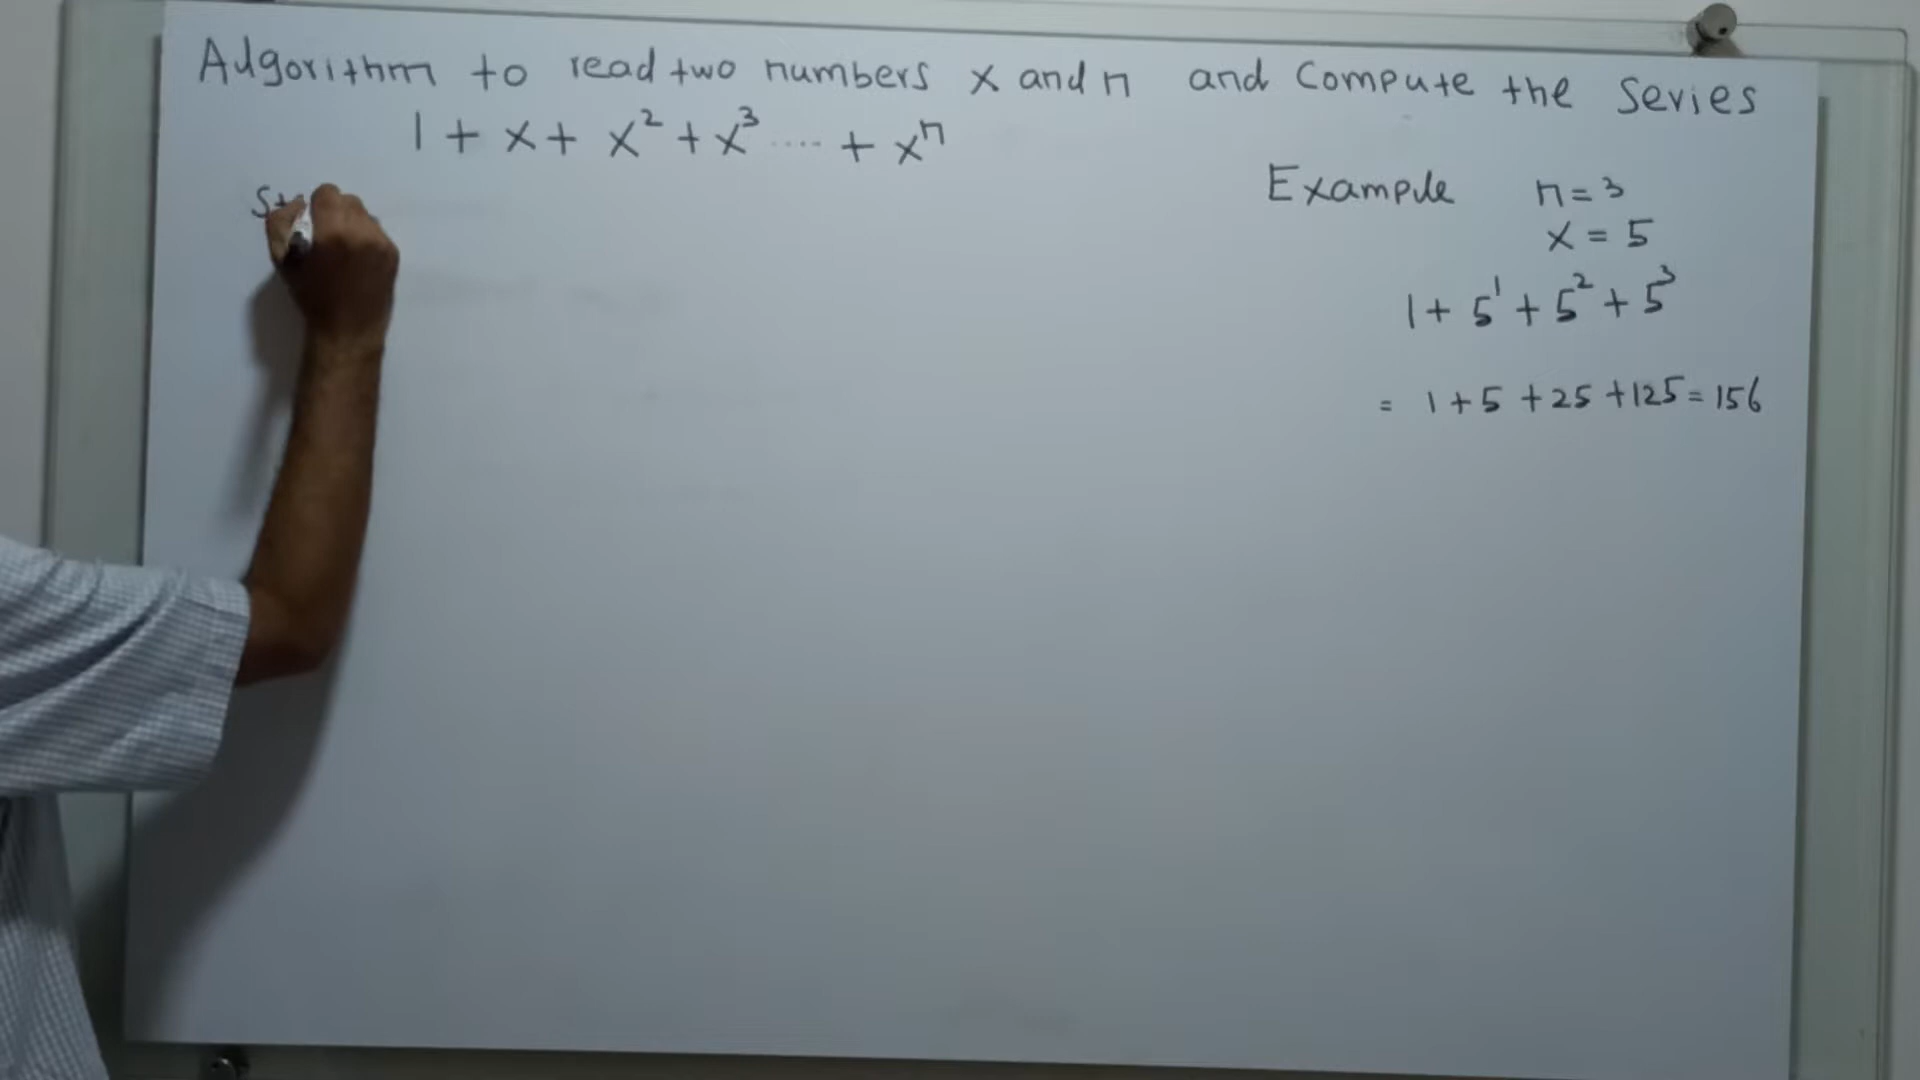 Algorithm to read two numbers x and n and Compute the Series
1 + x + x² + x³ .... + xⁿ
Example n = 3
x = 5
1 + 5¹ + 5² + 5³
= 1 + 5 + 25 + 125 = 156